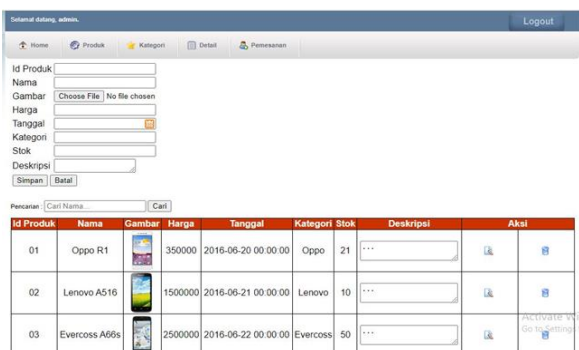 Selamat datang, admin.
Logout
Home Produk Kategori Detail Pemesanan
Id Produk
Nama
Gambar Choose File No file chosen
Harga
Tanggal
Kategori
Stok
Deskripsi
Simpan Batal
Pencarian : Cari Nama... Cari
Id Produk Nama Gambar Harga Tanggal Kategori Stok Deskripsi Aksi
01 Oppo R1 350000 2016-06-20 00:00:00 Oppo 21 ...
02 Lenovo A516 1500000 2016-06-21 00:00:00 Lenovo 10 ...
Activate Wi
03 Evercoss A66s 2500000 2016-06-22 00:00:00 Evercoss 50 ...
Go to Settings